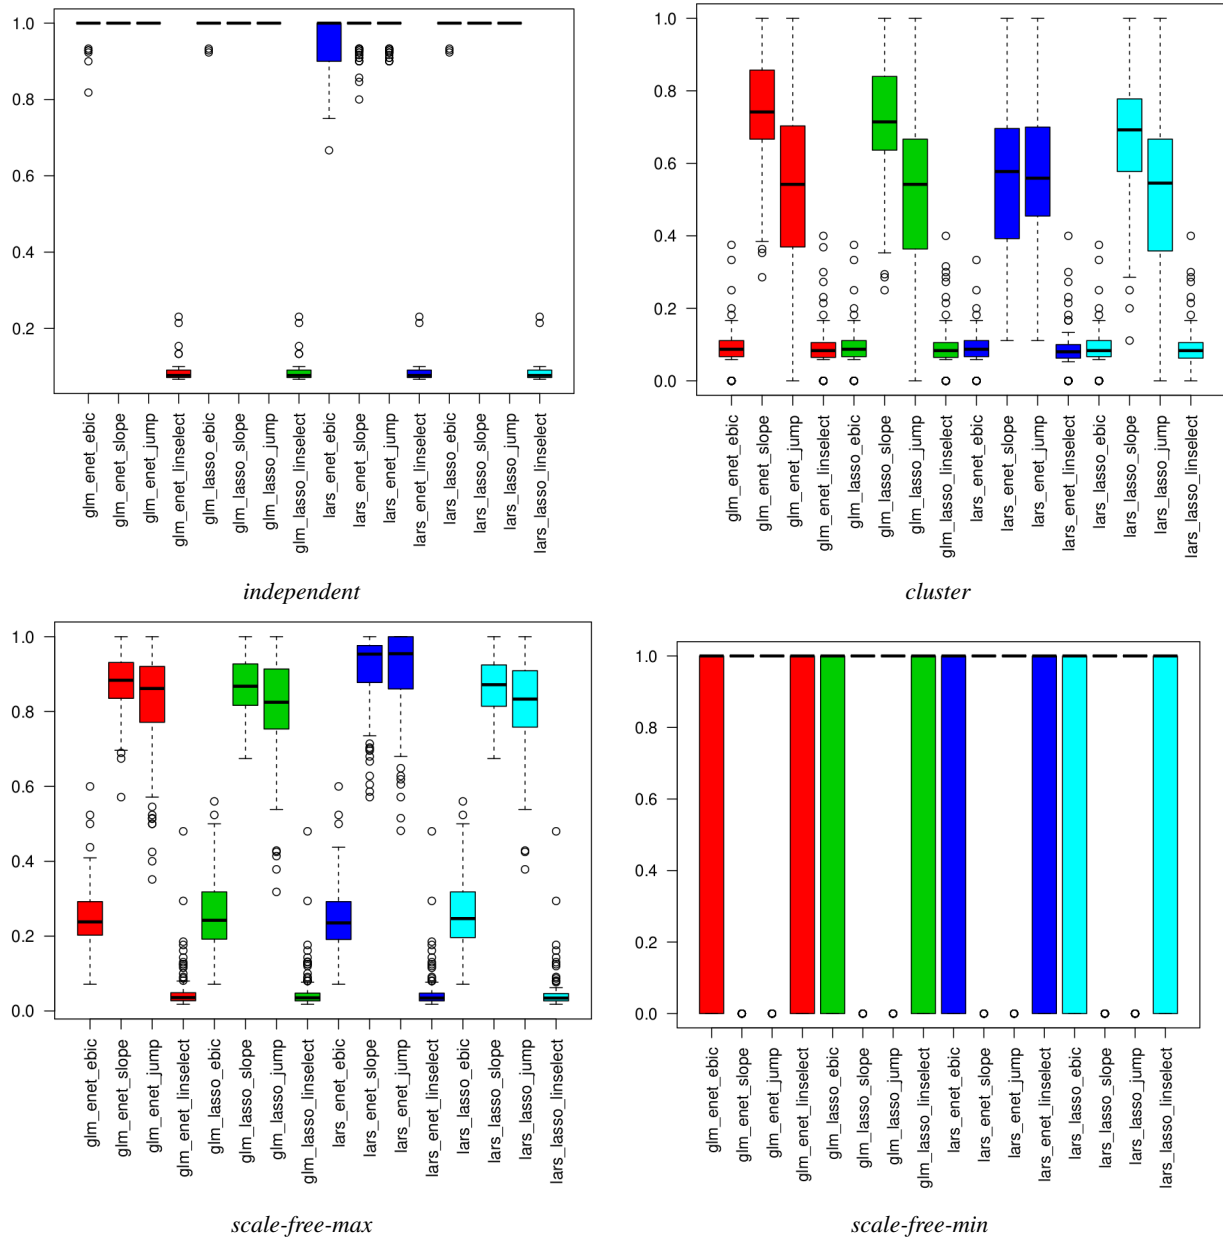 1.0
0.8
0.6
0.4
0.2
glm_enet_ebic
glm_enet_slope
glm_enet_jump
glm_enet_linselect
glm_lasso_ebic
glm_lasso_slope
glm_lasso_jump
glm_lasso_linselect
lars_enet_ebic
lars_enet_slope
lars_enet_jump
lars_enet_linselect
lars_lasso_ebic
lars_lasso_slope
lars_lasso_jump
lars_lasso_linselect
independent
1.0
0.8
0.6
0.4
0.2
0.0
glm_enet_ebic
glm_enet_slope
glm_enet_jump
glm_enet_linselect
glm_lasso_ebic
glm_lasso_slope
glm_lasso_jump
glm_lasso_linselect
lars_enet_ebic
lars_enet_slope
lars_enet_jump
lars_enet_linselect
lars_lasso_ebic
lars_lasso_slope
lars_lasso_jump
lars_lasso_linselect
cluster
1.0
0.8
0.6
0.4
0.2
0.0
glm_enet_ebic
glm_enet_slope
glm_enet_jump
glm_enet_linselect
glm_lasso_ebic
glm_lasso_slope
glm_lasso_jump
glm_lasso_linselect
lars_enet_ebic
lars_enet_slope
lars_enet_jump
lars_enet_linselect
lars_lasso_ebic
lars_lasso_slope
lars_lasso_jump
lars_lasso_linselect
scale-free-max
1.0
0.8
0.6
0.4
0.2
0.0
glm_enet_ebic
glm_enet_slope
glm_enet_jump
glm_enet_linselect
glm_lasso_ebic
glm_lasso_slope
glm_lasso_jump
glm_lasso_linselect
lars_enet_ebic
lars_enet_slope
lars_enet_jump
lars_enet_linselect
lars_lasso_ebic
lars_lasso_slope
lars_lasso_jump
lars_lasso_linselect
scale-free-min